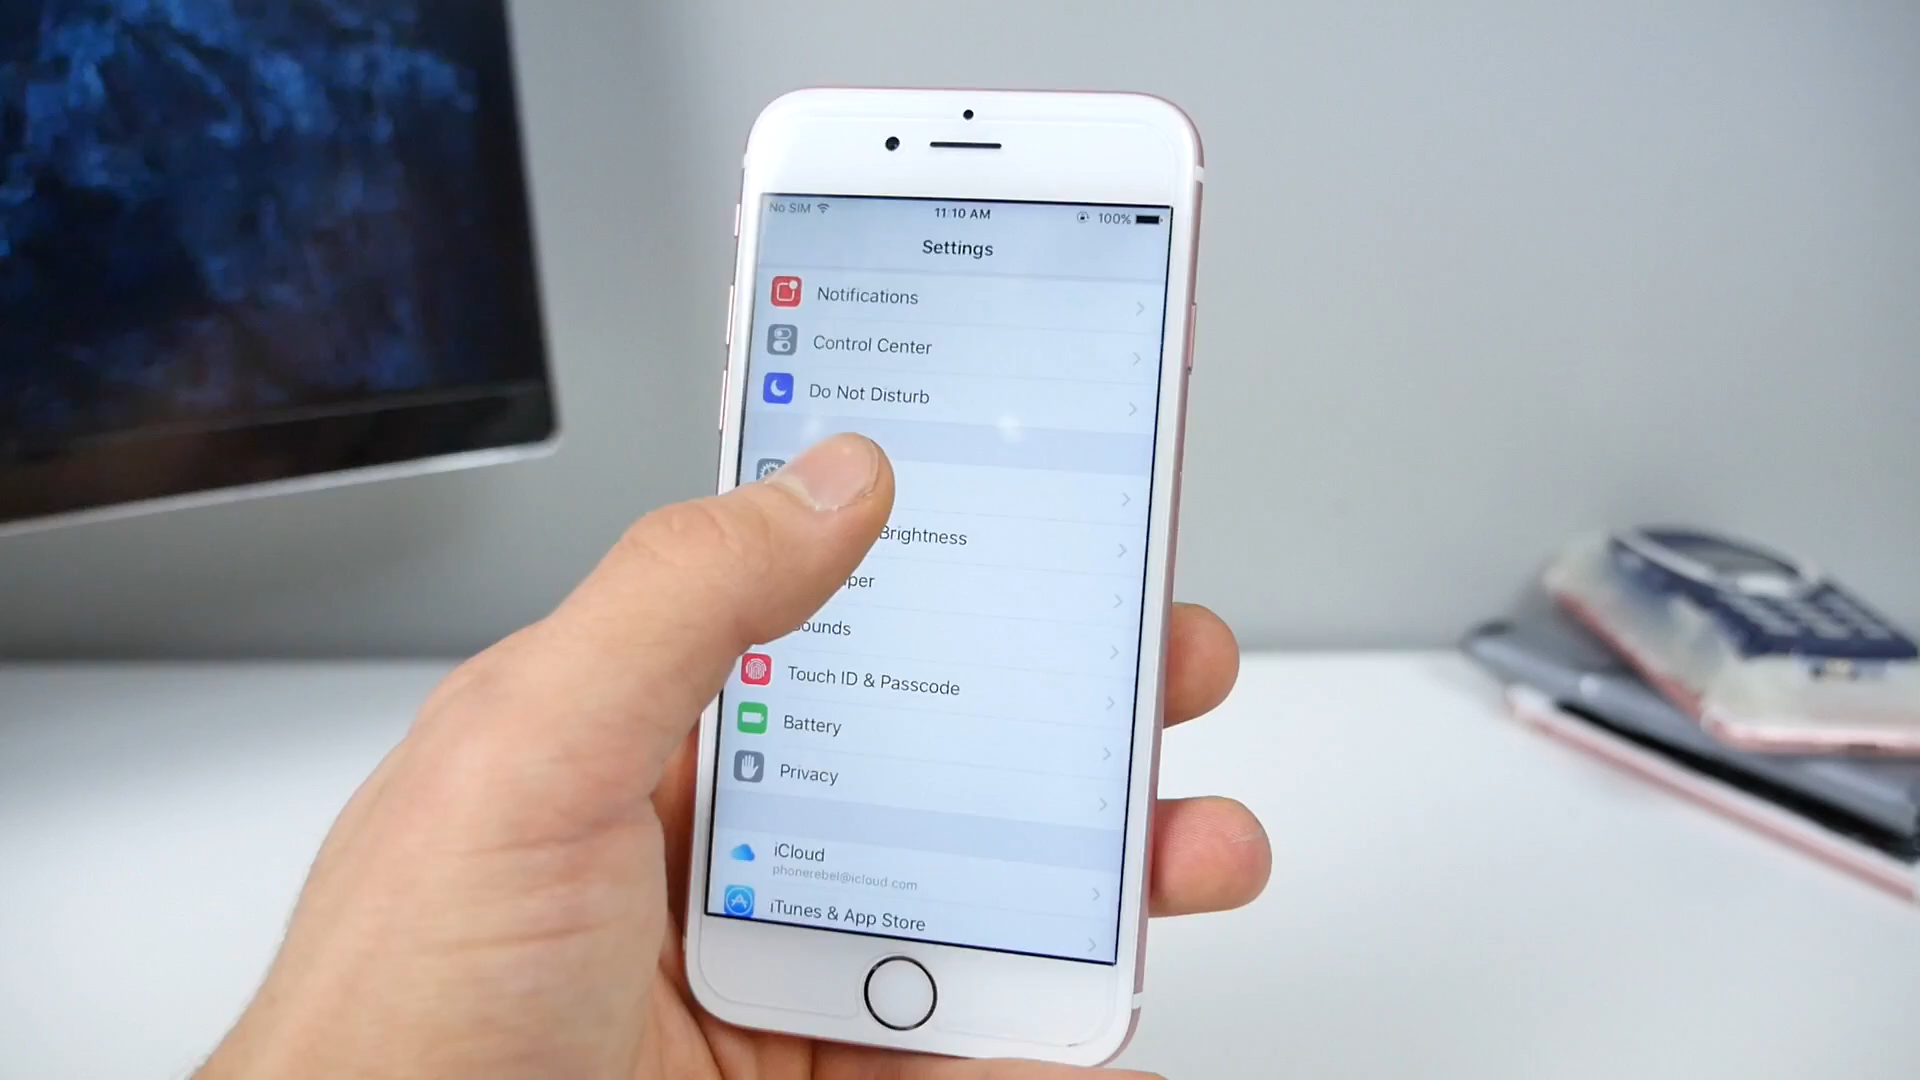 No SIM 11:10 AM 100%
Settings
Notifications
Control Center
Do Not Disturb
Brightness
ounds
Touch ID & Passcode
Battery
Privacy
iCloud
phonerebel@icloud.com
iTunes & App Store